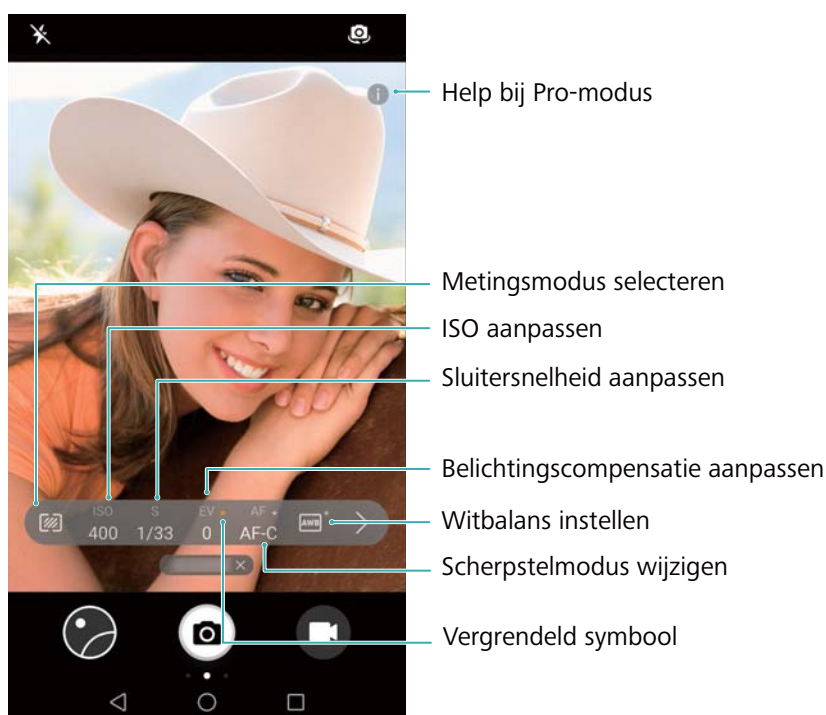 Help bij Pro-modus
Metingsmodus selecteren
ISO aanpassen
Sluitersnelheid aanpassen
Belichtingscompensatie aanpassen
ISO S EV AF
400 1/33 0 AF-C AWB
Witbalans instellen
Scherpstelmodus wijzigen
Vergrendeld symbool